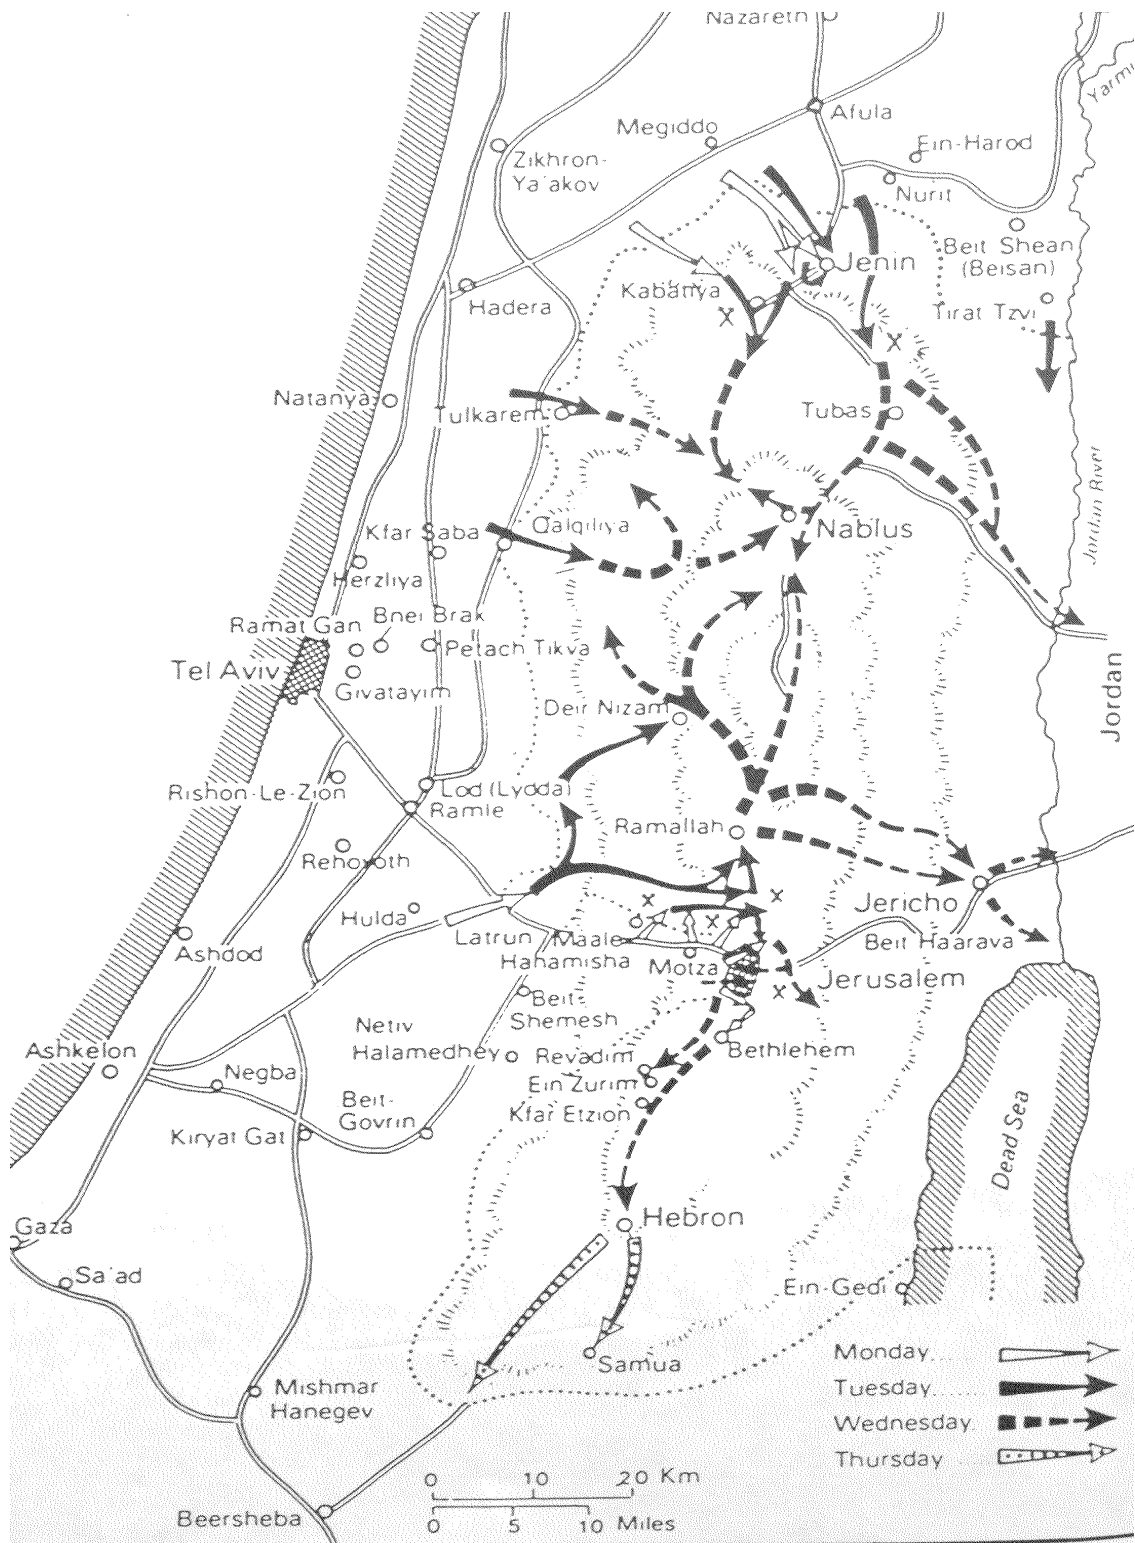 Nazareth
Afula
Megiddo
Ein-Harod
Zikhron-
Ya'akov
Nurit
Beit Shean
(Beisan)
Jenin
Kabatiya
Hadera
Tirat Tzvi
Natanya
Tulkarem
Tubas
Jordan River
Kfar Saba
Qalqiliya
Nablus
Herzliya
Bnei Brak
Ramat Gan
Petach Tikva
Tel Aviv
Givatayim
Jordan
Deir Nizam
Rishon-Le-Zion
Lod (Lydda)
Ramle
Ramallah
Rehovoth
Hulda
Jericho
Latrun
Maale
Hahamisha
Beit Haarava
Ashdod
Motza
Jerusalem
Beit-
Shemesh
Netiv
Halamedhey
Ashkelon
Revadim
Bethlehem
Negba
Ein Zurim
Beit-
Govrin
Kfar Etzion
Kiryat Gat
Dead Sea
Gaza
Hebron
Sa'ad
Ein-Gedi
Samua
Mishmar
Hanegev
Monday
Tuesday
Wednesday
Thursday
0 10 20 Km
0 5 10 Miles
Beersheba